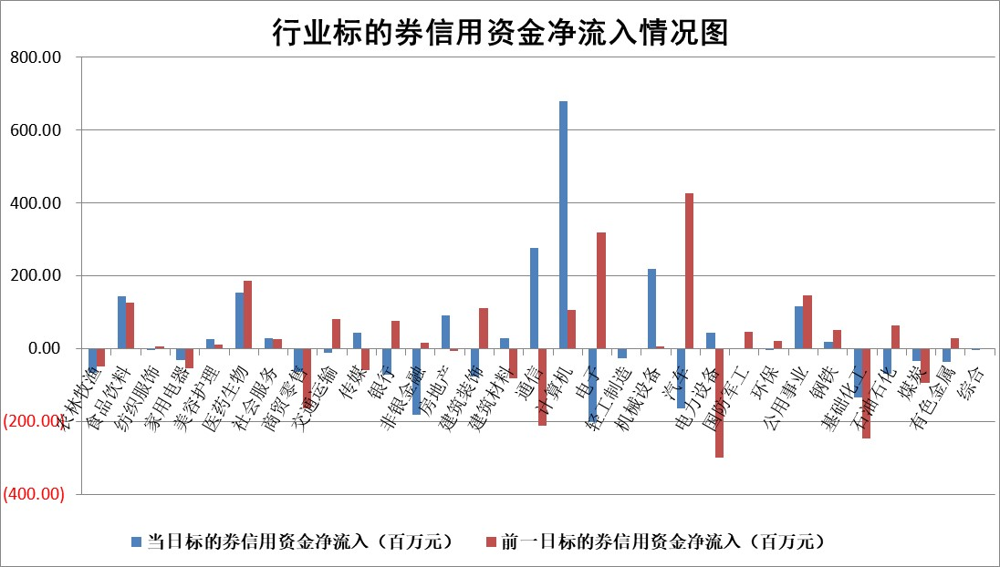 行业标的券信用资金净流入情况图
800.00
600.00
400.00
200.00
0.00
(200.00)
(400.00)
农林牧渔
食品饮料
纺织服饰
家用电器
美容护理
医药生物
社会服务
商贸零售
交通运输
传媒
银行
非银金融
房地产
建筑装饰
建筑材料
通信
计算机
电子
轻工制造
机械设备
汽车
电力设备
国防军工
环保
公用事业
钢铁
基础化工
石油石化
煤炭
有色金属
综合
当日标的券信用资金净流入（百万元）
前一日标的券信用资金净流入（百万元）